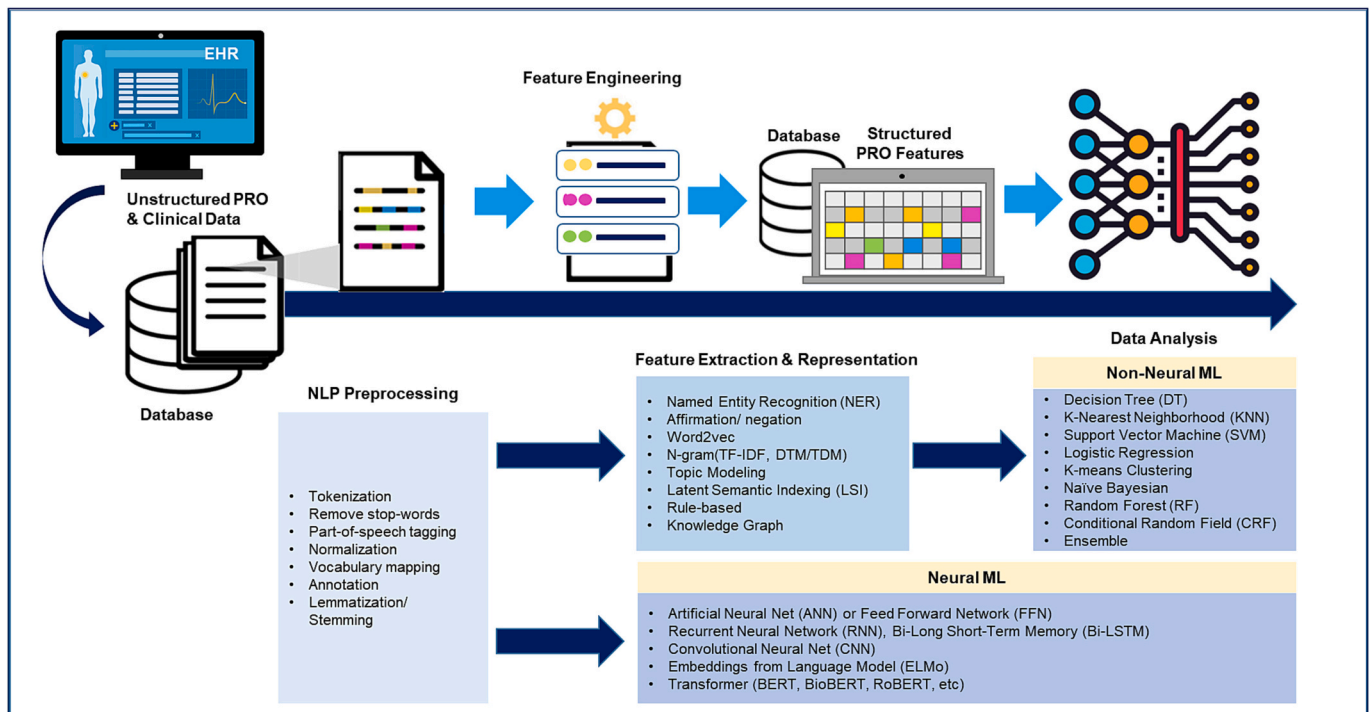 EHR
Unstructured PRO
& Clinical Data
Database
Feature Engineering
Database
Structured
PRO Features
NLP Preprocessing
• Tokenization
• Remove stop-words
• Part-of-speech tagging
• Normalization
• Vocabulary mapping
• Annotation
• Lemmatization/
Stemming
Feature Extraction & Representation
• Named Entity Recognition (NER)
• Affirmation/ negation
• Word2vec
• N-gram(TF-IDF, DTM/TDM)
• Topic Modeling
• Latent Semantic Indexing (LSI)
• Rule-based
• Knowledge Graph
Data Analysis
Non-Neural ML
• Decision Tree (DT)
• K-Nearest Neighborhood (KNN)
• Support Vector Machine (SVM)
• Logistic Regression
• K-means Clustering
• Naïve Bayesian
• Random Forest (RF)
• Conditional Random Field (CRF)
• Ensemble
Neural ML
• Artificial Neural Net (ANN) or Feed Forward Network (FFN)
• Recurrent Neural Network (RNN), Bi-Long Short-Term Memory (Bi-LSTM)
• Convolutional Neural Net (CNN)
• Embeddings from Language Model (ELMo)
• Transformer (BERT, BioBERT, RoBERT, etc)